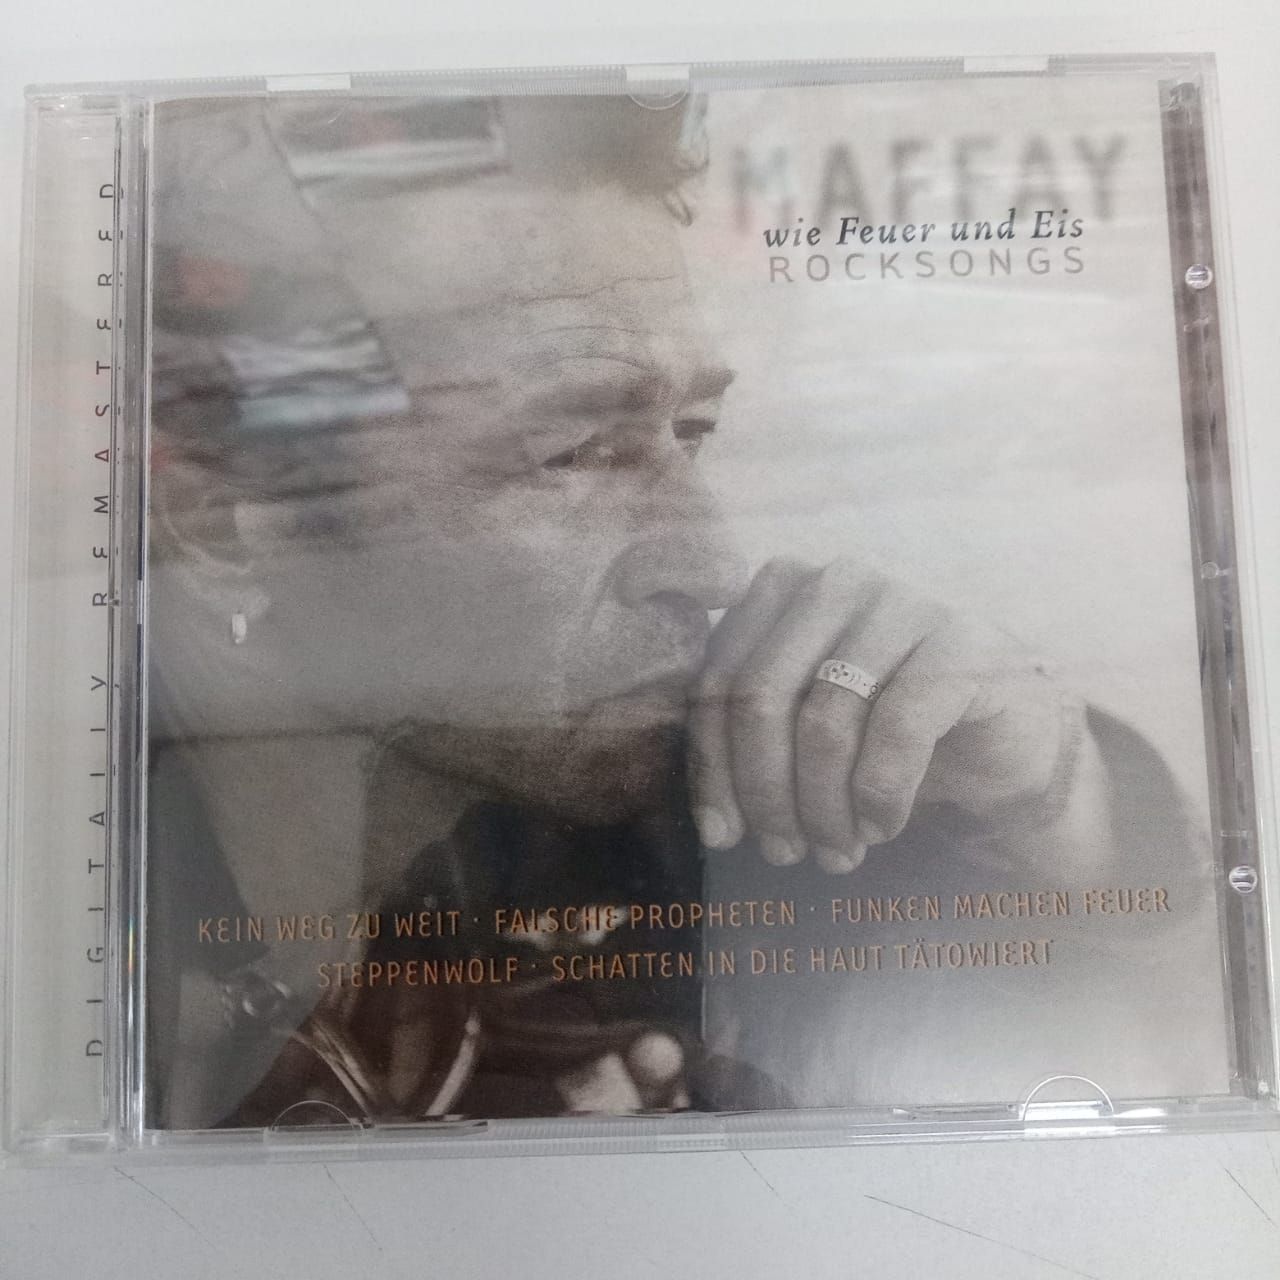 MAFFAY
wie Feuer und Eis
ROCKSONGS
KEIN WEG ZU WEIT · FALSCHE PROPHETEN · FUNKEN MACHEN FEUER
STEPPENWOLF · SCHATTEN IN DIE HAUT TÄTOWIERT
DIGITALLY REMASTERED